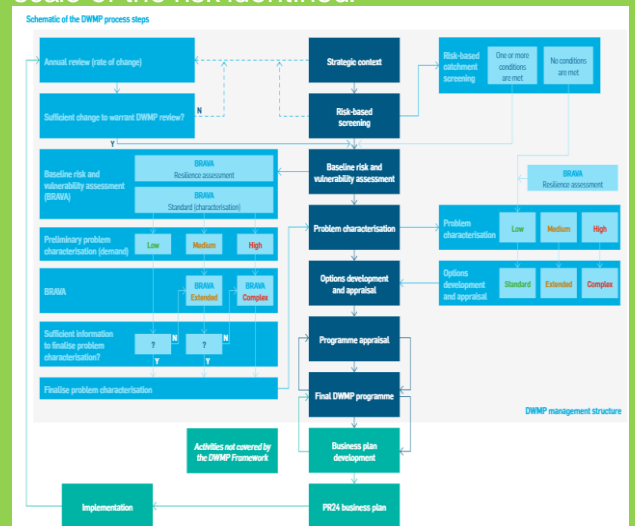 scale of the risk identified.
Schematic of the DWMP process steps
Annual review (rate of change)
Strategic context
Risk-based
catchment
screening
One or more
conditions
are met
No conditions
are met
Sufficient change to warrant DWMP review?
N
Y
Risk-based
screening
Baseline risk and
vulnerability assessment
(BRAVA)
BRAVA
Resilience assessment
BRAVA
Standard (characterisation)
Baseline risk and
vulnerability assessment
BRAVA
Resilience assessment
Preliminary problem
characterisation (demand)
Low
Medium
High
Problem characterisation
Problem
characterisation
Low
Medium
High
BRAVA
BRAVA
Extended
BRAVA
Complex
Options development
and appraisal
Options
development
and appraisal
Standard
Extended
Complex
Sufficient information
to finalise problem
characterisation?
?
N
?
N
Y
Y
Programme appraisal
Finalise problem characterisation
Final DWMP programme
DWMP management structure
Activities not covered by
the DWMP Framework
Business plan
development
Implementation
PR24 business plan